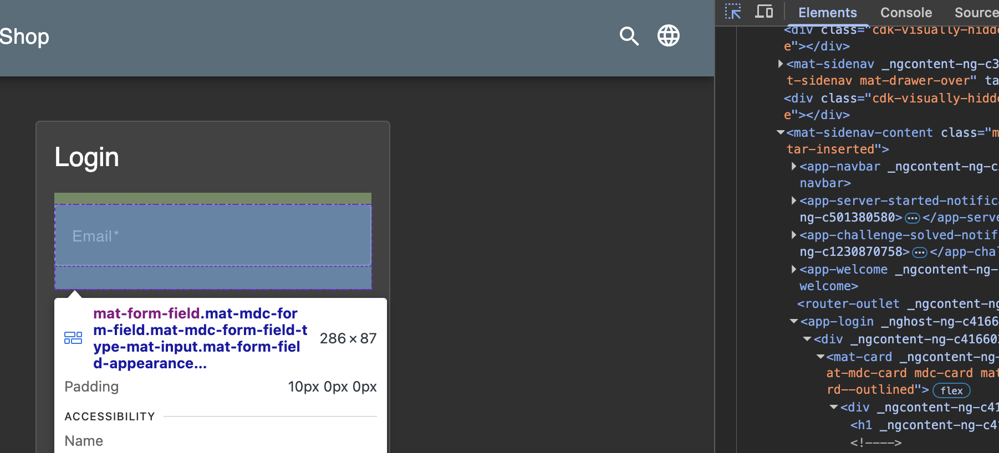 Shop
Login
Email*
mat-form-field.mat-mdc-for
m-field.mat-mdc-form-field-t
ype-mat-input.mat-form-fiel
d-appearance...
286 × 87
Padding
10px 0px 0px
ACCESSIBILITY
Name
Elements Console Source
<div class="cdk-visually-hidd
e"></div>
<mat-sidenav _ngcontent-ng-c3
t-sidenav mat-drawer-over" ta
<div class="cdk-visually-hidd
e"></div>
<mat-sidenav-content class="m
tar-inserted">
<app-navbar _ngcontent-ng-c
navbar>
<app-server-started-notific
ng-c501380580>…</app-serve
<app-challenge-solved-notif
ng-c1230870758>…</app-cha
<app-welcome _ngcontent-ng-
welcome>
<router-outlet _ngcontent-ng
<app-login _nghost-ng-c4166
<div _ngcontent-ng-c41660
<mat-card _ngcontent-ng-
at-mdc-card mdc-card mat
rd--outlined"> flex
<div _ngcontent-ng-c41
<h1 _ngcontent-ng-c4
<!---->